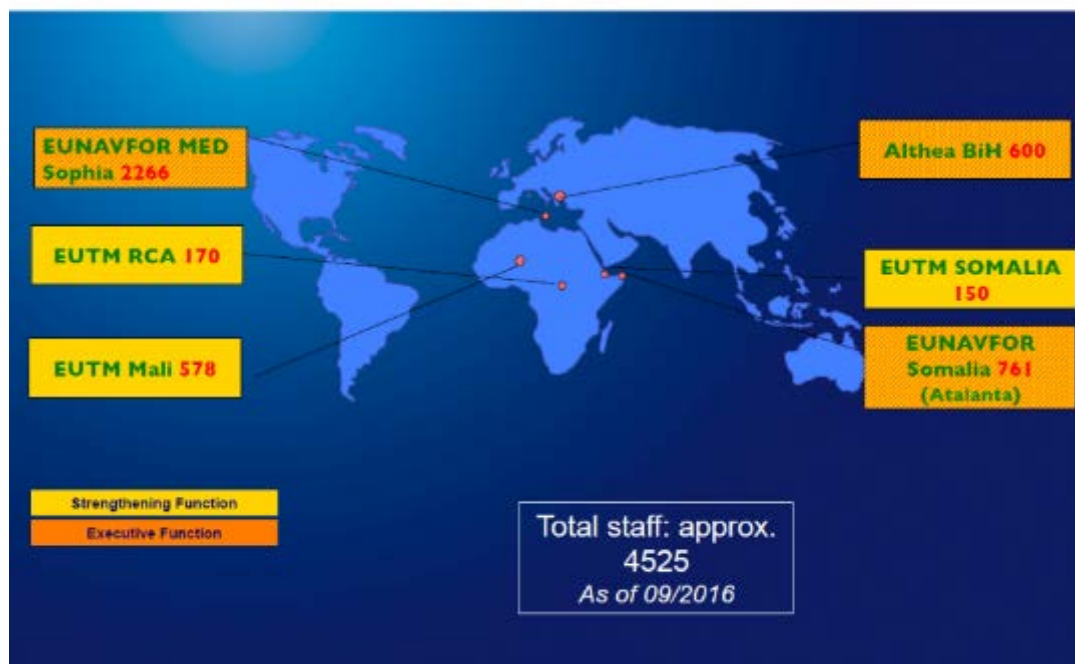 EUNAVFOR MED
Sophia 2266
EUTM RCA 170
EUTM Mali 578
Althea BiH 600
EUTM SOMALIA
150
EUNAVFOR
Somalia 761
(Atalanta)
Strengthening Function
Executive Function
Total staff: approx.
4525
As of 09/2016